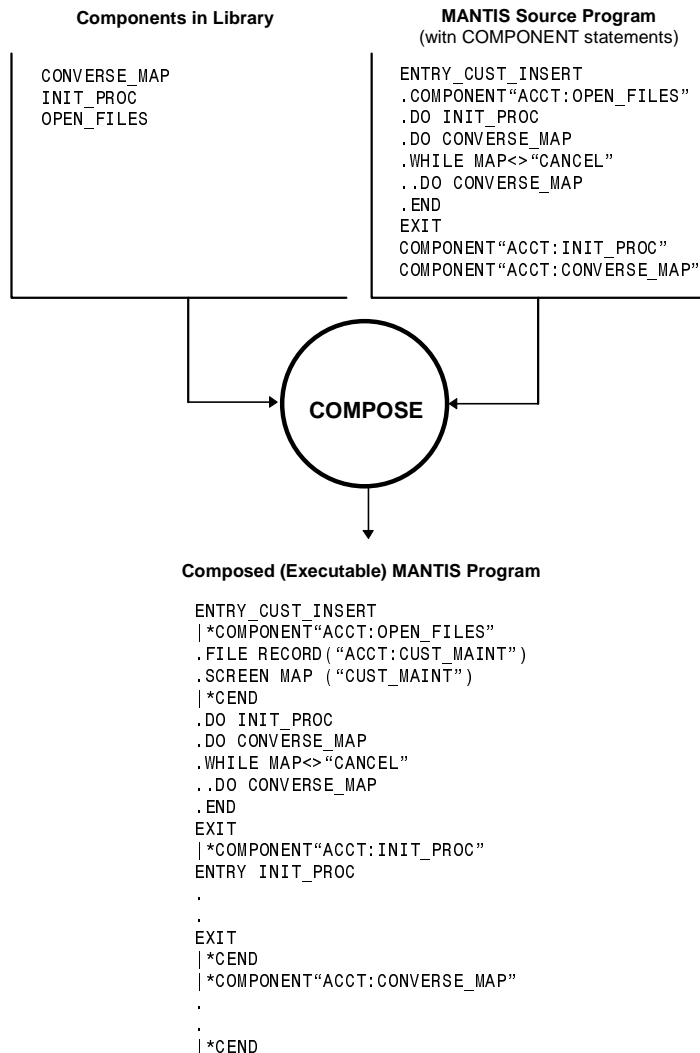 Components in Library
CONVERSE_MAP
INIT_PROC
OPEN_FILES
MANTIS Source Program
(witn COMPONENT statements)
ENTRY_CUST_INSERT
.COMPONENT“ACCT:OPEN_FILES”
.DO INIT_PROC
.DO CONVERSE_MAP
.WHILE MAP<>“CANCEL”
..DO CONVERSE_MAP
.END
EXIT
COMPONENT“ACCT:INIT_PROC”
COMPONENT“ACCT:CONVERSE_MAP”
COMPOSE
Composed (Executable) MANTIS Program
ENTRY_CUST_INSERT
|*COMPONENT“ACCT:OPEN_FILES”
.FILE RECORD(“ACCT:CUST_MAINT”)
.SCREEN MAP (“CUST_MAINT”)
|*CEND
.DO INIT_PROC
.DO CONVERSE_MAP
.WHILE MAP<>“CANCEL”
..DO CONVERSE_MAP
.END
EXIT
|*COMPONENT“ACCT:INIT_PROC”
ENTRY INIT_PROC
.
.
EXIT
|*CEND
|*COMPONENT“ACCT:CONVERSE_MAP”
.
.
|*CEND